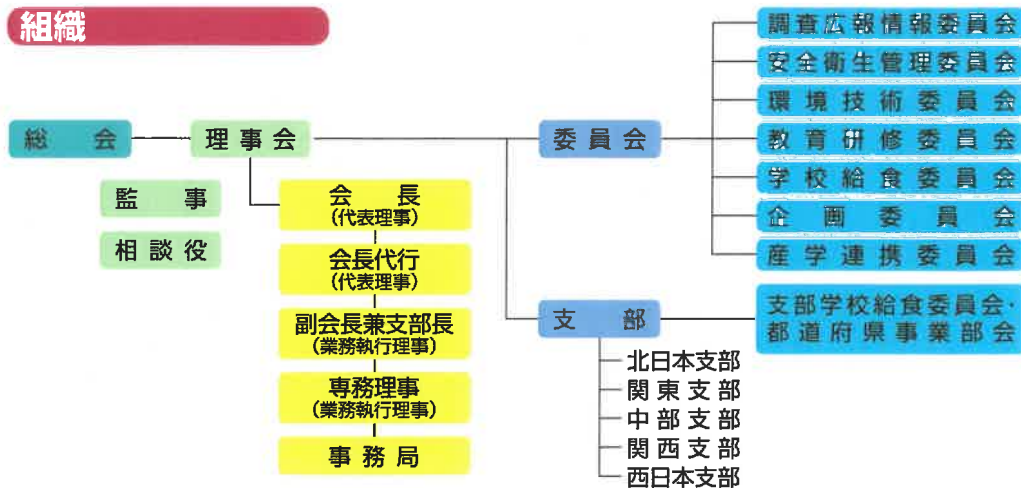 組織
総会
理事会
監事
相談役
会長
(代表理事)
会長代行
(代表理事)
副会長兼支部長
(業務執行理事)
専務理事
(業務執行理事)
事務局
委員会
調査広報情報委員会
安全衛生管理委員会
環境技術委員会
教育研修委員会
学校給食委員会
企画委員会
産学連携委員会
支部
支部学校給食委員会・
都道府県事業部会
北日本支部
関東支部
中部支部
関西支部
西日本支部